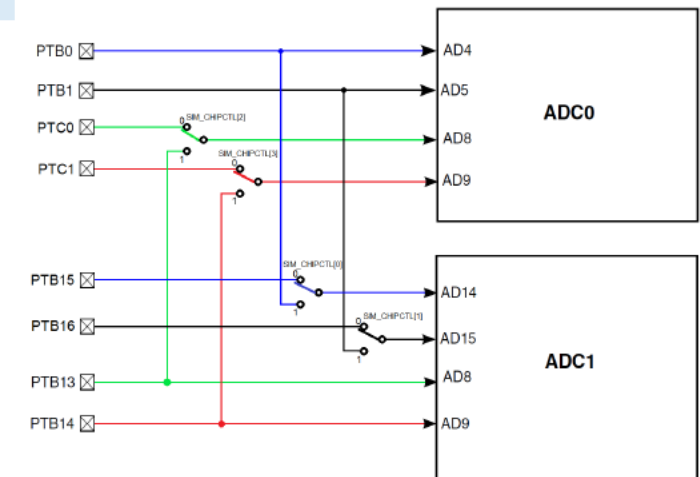 PTB0
AD4
PTB1
AD5
ADC0
PTC0
0
SIM_CHIPCTL[2]
AD8
1
SIM_CHIPCTL[3]
PTC1
0
AD9
1
SIM_CHIPCTL[0]
PTB15
0
AD14
1
SIM_CHIPCTL[1]
PTB16
0
AD15
1
ADC1
PTB13
AD8
PTB14
AD9